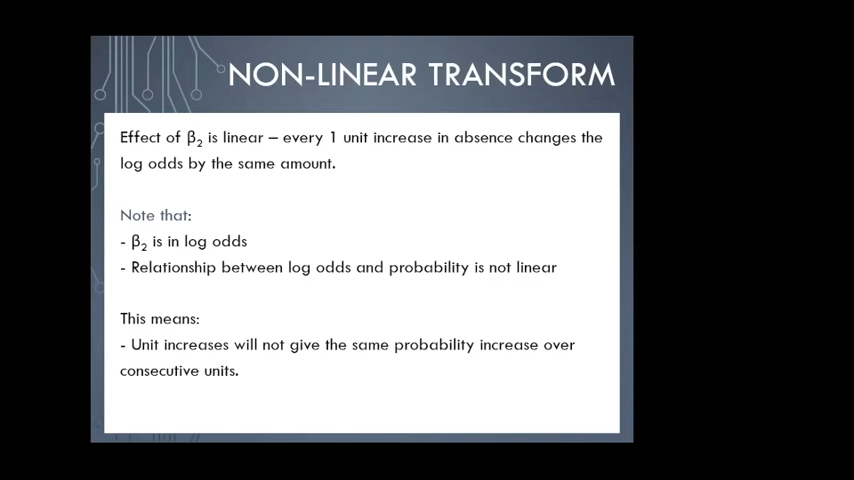 NON-LINEAR TRANSFORM
Effect of β₂ is linear – every 1 unit increase in absence changes the
log odds by the same amount.
Note that:
- β₂ is in log odds
- Relationship between log odds and probability is not linear
This means:
- Unit increases will not give the same probability increase over
consecutive units.